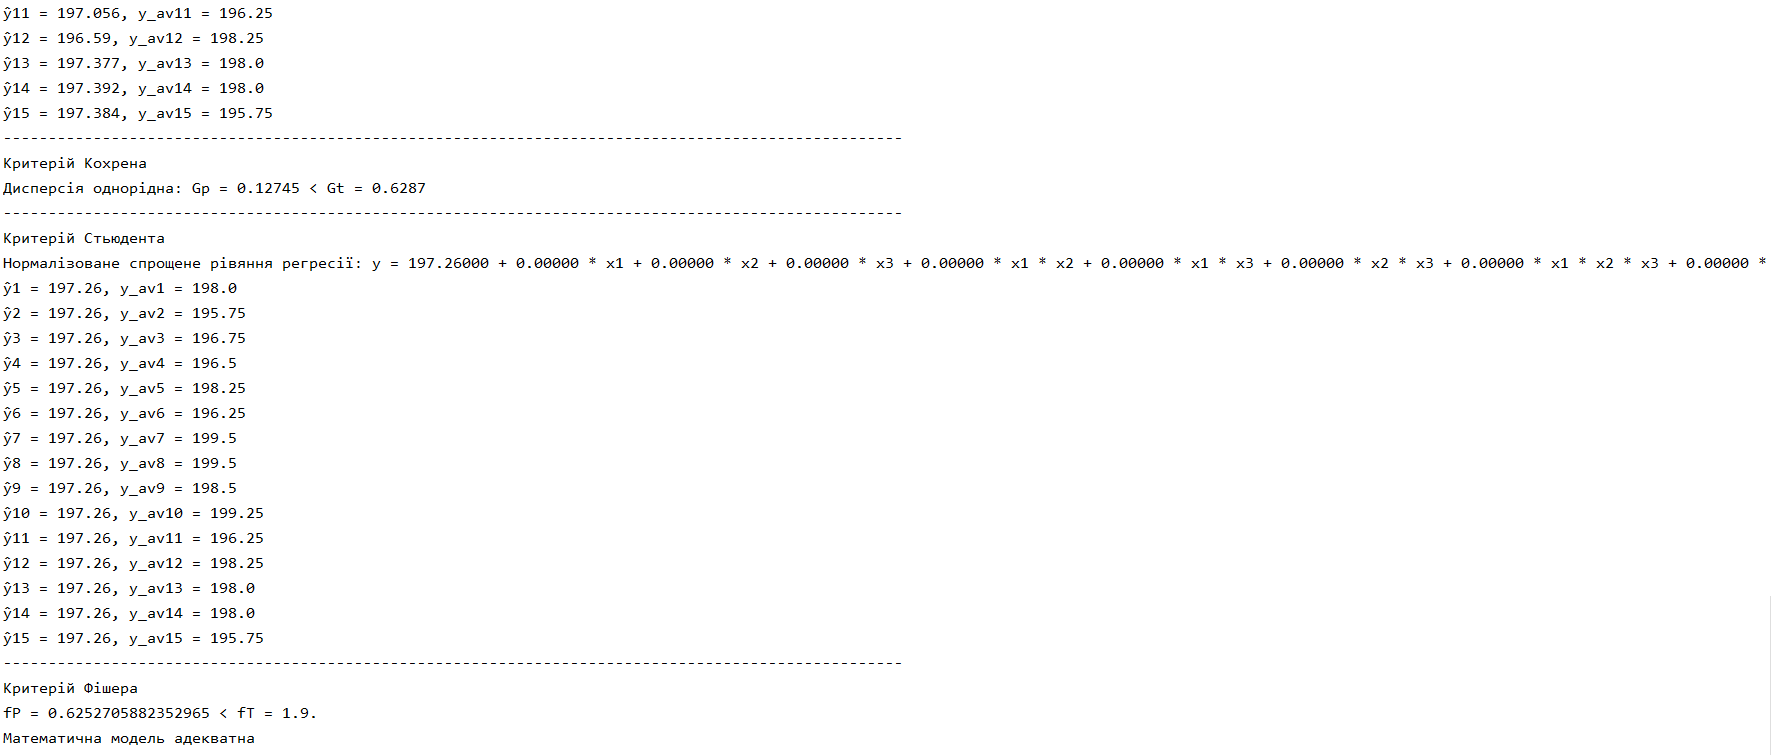 ŷ11 = 197.056, y_av11 = 196.25
ŷ12 = 196.59, y_av12 = 198.25
ŷ13 = 197.377, y_av13 = 198.0
ŷ14 = 197.392, y_av14 = 198.0
ŷ15 = 197.384, y_av15 = 195.75
----------------------------------------------------------------------------------------------------
Критерій Кохрена
Дисперсія однорідна: Gp = 0.12745 < Gt = 0.6287
----------------------------------------------------------------------------------------------------
Критерій Стьюдента
Нормалізоване спрощене рівяння регресії: y = 197.26000 + 0.00000 * x1 + 0.00000 * x2 + 0.00000 * x3 + 0.00000 * x1 * x2 + 0.00000 * x1 * x3 + 0.00000 * x2 * x3 + 0.00000 * x1 * x2 * x3 + 0.00000 *
ŷ1 = 197.26, y_av1 = 198.0
ŷ2 = 197.26, y_av2 = 195.75
ŷ3 = 197.26, y_av3 = 196.75
ŷ4 = 197.26, y_av4 = 196.5
ŷ5 = 197.26, y_av5 = 198.25
ŷ6 = 197.26, y_av6 = 196.25
ŷ7 = 197.26, y_av7 = 199.5
ŷ8 = 197.26, y_av8 = 199.5
ŷ9 = 197.26, y_av9 = 198.5
ŷ10 = 197.26, y_av10 = 199.25
ŷ11 = 197.26, y_av11 = 196.25
ŷ12 = 197.26, y_av12 = 198.25
ŷ13 = 197.26, y_av13 = 198.0
ŷ14 = 197.26, y_av14 = 198.0
ŷ15 = 197.26, y_av15 = 195.75
----------------------------------------------------------------------------------------------------
Критерій Фішера
fP = 0.6252705882352965 < fT = 1.9.
Математична модель адекватна